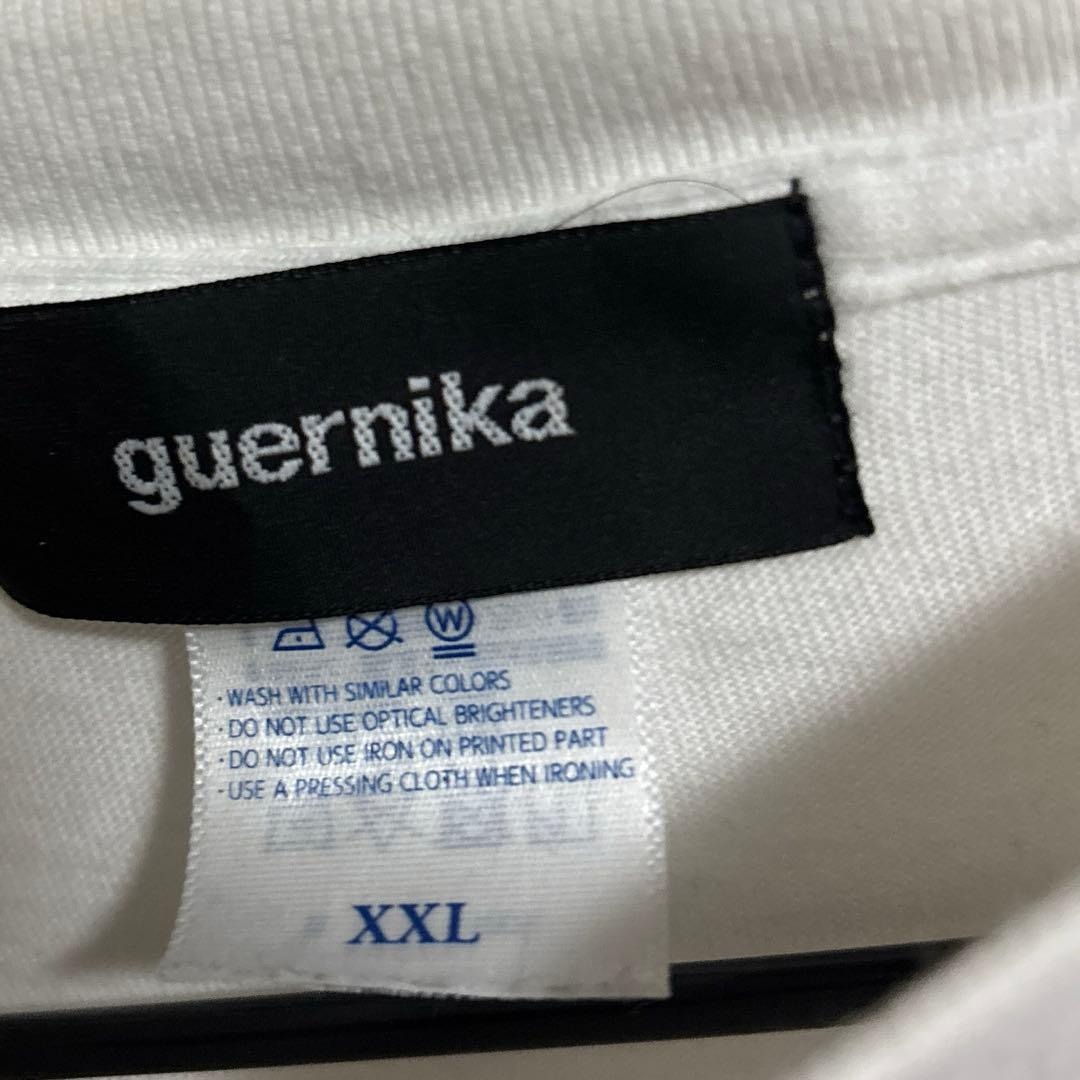 guernika
W
·WASH WITH SIMILAR COLORS
·DO NOT USE OPTICAL BRIGHTENERS
·DO NOT USE IRON ON PRINTED PART
·USE A PRESSING CLOTH WHEN IRONING
XXL